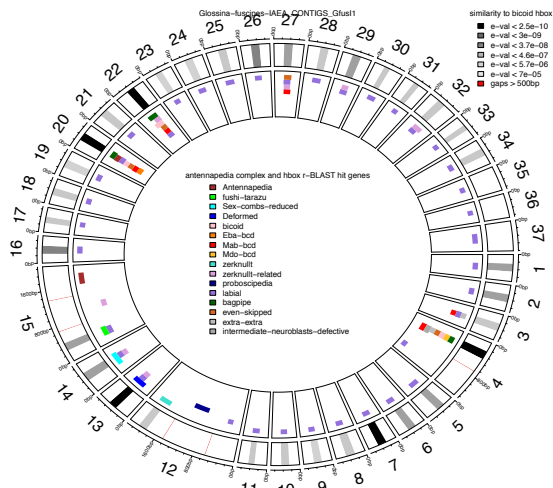 Glossina-fuscipes-IAEA_CONTIGS_GfusI1
similarity to bicoid hbox
e-val < 2.5e-10
e-val < 3e-09
e-val < 3.7e-08
e-val < 4.6e-07
e-val < 5.7e-06
e-val < 7e-05
gaps > 500bp
antennapedia complex and hbox r-BLAST hit genes
Antennapedia
fushi-tarazu
Sex-combs-reduced
Deformed
bicoid
Eba-bcd
Mab-bcd
Mdo-bcd
zerknullt
zerknullt-related
proboscipedia
labial
bagpipe
even-skipped
extra-extra
intermediate-neuroblasts-defective
1
2
3
4
5
6
7
8
9
10
11
12
13
14
15
16
17
18
19
20
21
22
23
24
25
26
27
28
29
30
31
32
33
34
35
36
37